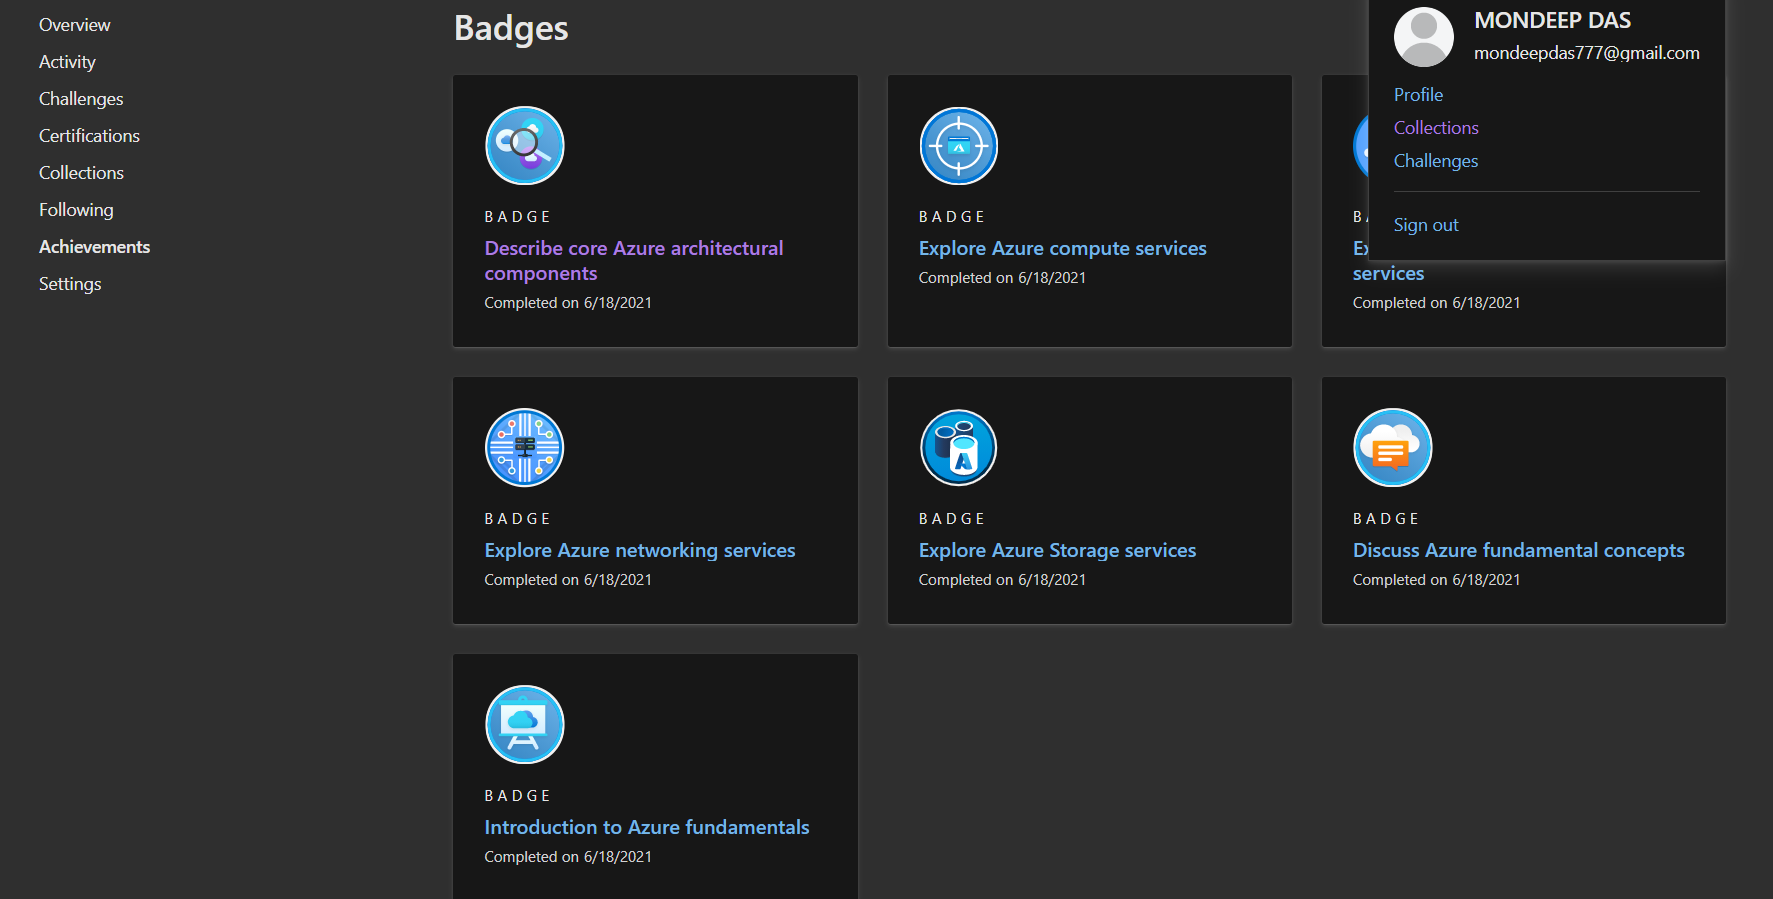 Overview
Activity
Challenges
Certifications
Collections
Following
Achievements
Settings
Badges
MONDEEP DAS
mondeepdas777@gmail.com
Profile
Collections
Challenges
Sign out
BADGE
Describe core Azure architectural
components
Completed on 6/18/2021
BADGE
Explore Azure compute services
Completed on 6/18/2021
services
Completed on 6/18/2021
BADGE
Explore Azure networking services
Completed on 6/18/2021
BADGE
Explore Azure Storage services
Completed on 6/18/2021
BADGE
Discuss Azure fundamental concepts
Completed on 6/18/2021
BADGE
Introduction to Azure fundamentals
Completed on 6/18/2021